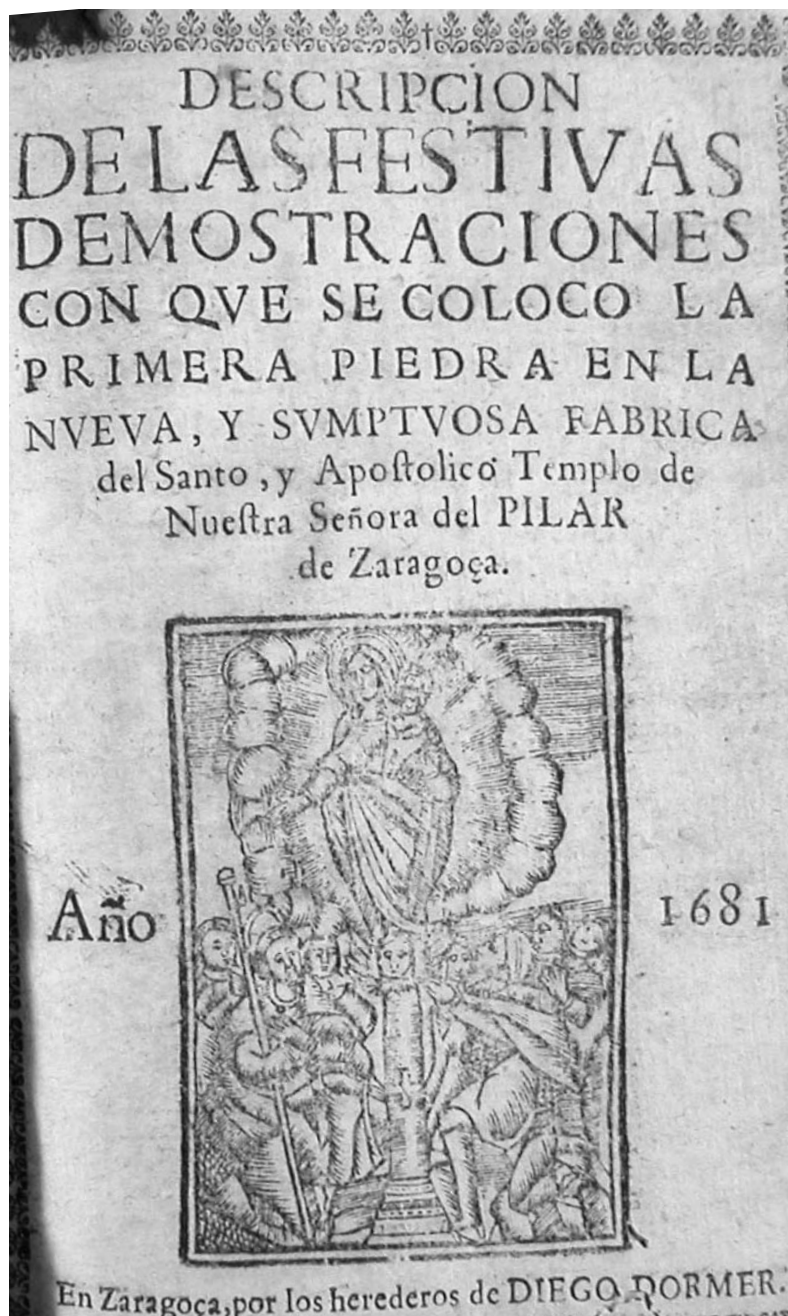 DESCRIPCION
DE LAS FESTIVAS
DEMOSTRACIONES
CON QVE SE COLOCO LA
PRIMERA PIEDRA EN LA
NVEVA, Y SVMPTVOSA FABRICA
del Santo, y Apoſtolico Templo de
Nueſtra Señora del PILAR
de Zaragoça.
Año 1681
En Zaragoça, por los herederos de DIEGO DORMER.